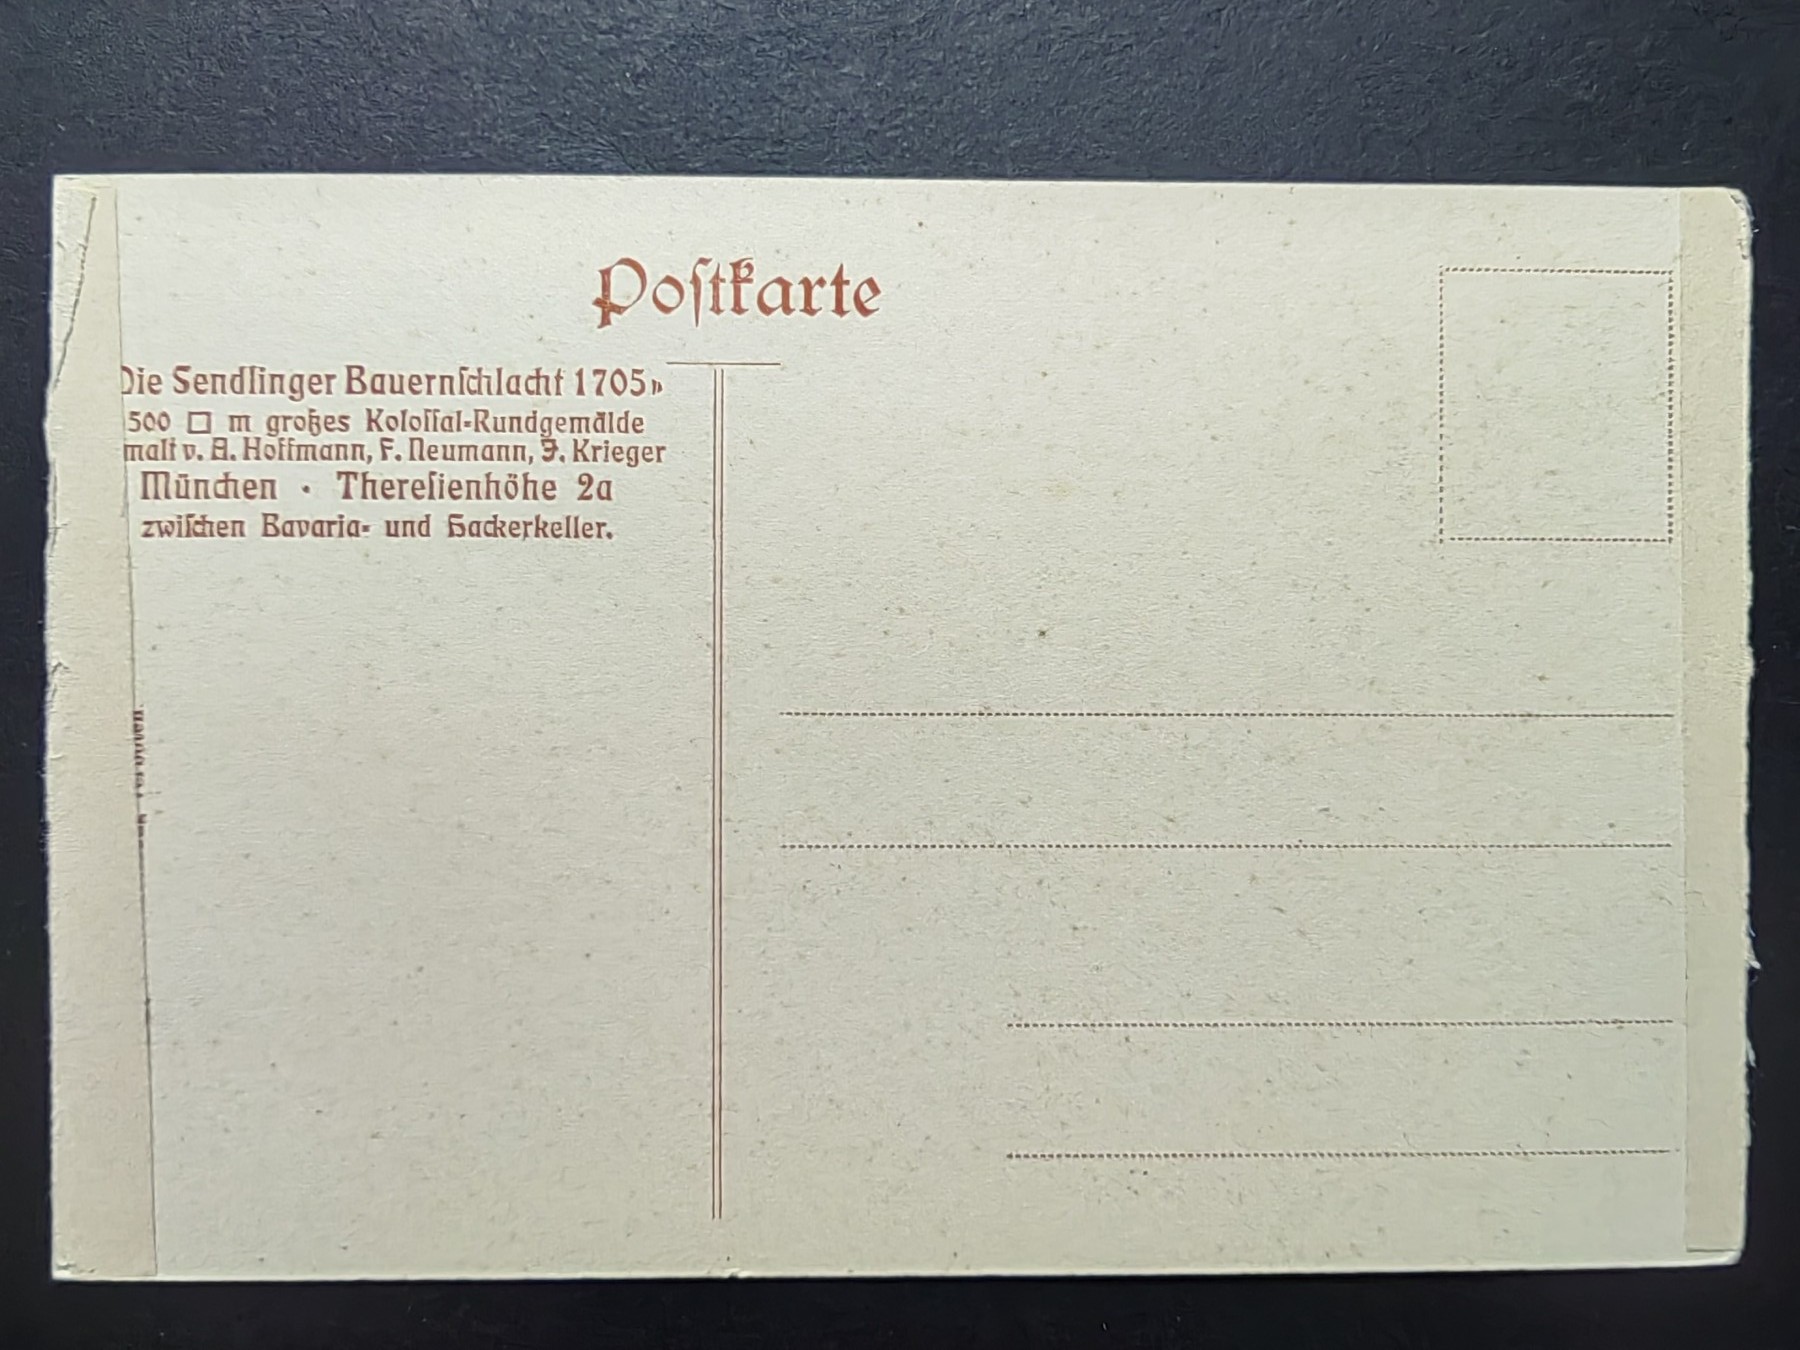 Postkarte
Die Sendlinger Bauernschlacht 1705»
500 □ m großes Kolossal-Rundgemälde
malt v. A. Hoffmann, F. Neumann, J. Krieger
München · Theresienhöhe 2a
zwischen Bavaria- und Hackerkeller.